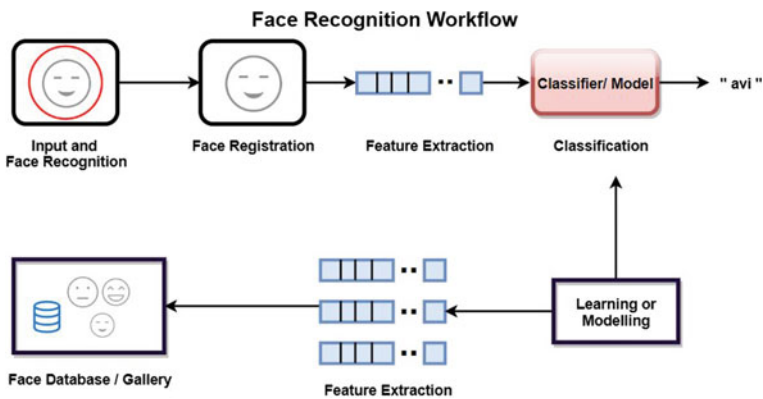 Face Recognition Workflow
Classifier/ Model
" avi "
Input and
Face Recognition
Face Registration
Feature Extraction
Classification
Learning or
Modelling
Face Database / Gallery
Feature Extraction